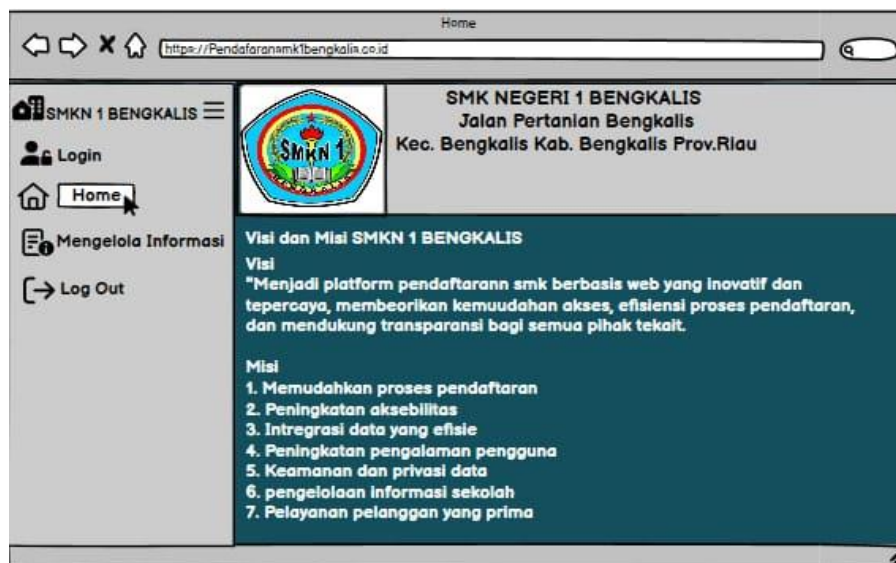 Home
https://Pendafaransmk1bengkalis.co.id
SMKN 1 BENGKALIS
Login
Home
Mengelola Informasi
Log Out
SMKN 1
SMK NEGERI 1 BENGKALIS
Jalan Pertanian Bengkalis
Kec. Bengkalis Kab. Bengkalis Prov.Riau
Visi dan Misi SMKN 1 BENGKALIS
Visi
"Menjadi platform pendaftarann smk berbasis web yang inovatif dan
tepercaya, membeorikan kemuudahan akses, efisiensi proses pendaftaran,
dan mendukung transparansi bagi semua pihak tekait.
Misi
1. Memudahkan proses pendaftaran
2. Peningkatan aksebilitas
3. Intregrasi data yang efisie
4. Peningkatan pengalaman pengguna
5. Keamanan dan privasi data
6. pengelolaan informasi sekolah
7. Pelayanan pelanggan yang prima